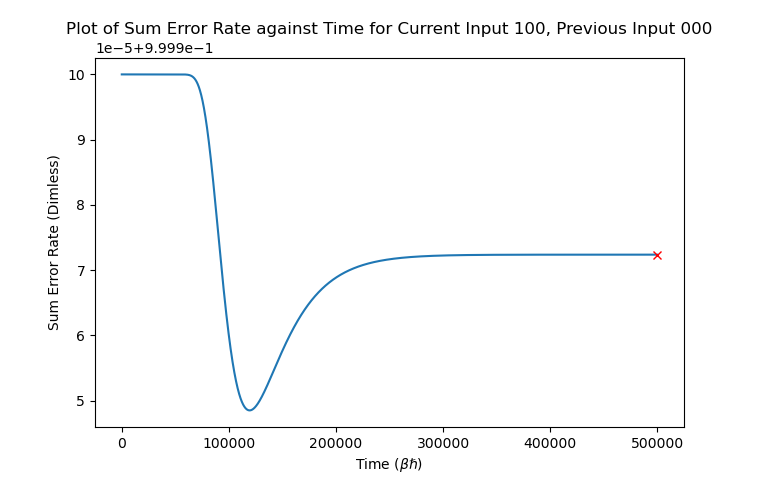 Plot of Sum Error Rate against Time for Current Input 100, Previous Input 000
1e−5+9.999e−1
10
9
8
7
6
5
Sum Error Rate (Dimless)
0 100000 200000 300000 400000 500000
Time (βℏ)